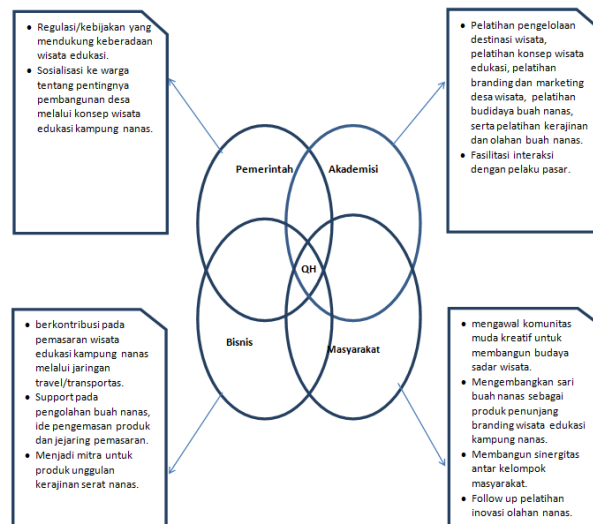 • Regulasi/kebijakan yang
mendukung keberadaan
wisata edukasi.
• Sosialisasi ke warga
tentang pentingnya
pembangunan desa
melalui konsep wisata
edukasi kampung nanas.
• Pelatihan pengelolaan
destinasi wisata,
pelatihan konsep wisata
edukasi, pelatihan
branding dan marketing
desa wisata, pelatihan
budidaya buah nanas,
serta pelatihan kerajinan
dan olahan buah nanas.
• Fasilitasi interaksi
dengan pelaku pasar.
Pemerintah
Akademisi
QH
Bisnis
Masyarakat
• berkontribusi pada
pemasaran wisata
edukasi kampung nanas
melalui jaringan
travel/transportas.
• Support pada
pengolahan buah nanas,
ide pengemasan produk
dan jejaring pemasaran.
• Menjadi mitra untuk
produk unggulan
kerajinan serat nanas.
• mengawal komunitas
muda kreatif untuk
membangun budaya
sadar wisata.
• Mengembangkan sari
buah nanas sebagai
produk penunjang
branding wisata edukasi
kampung nanas.
• Membangun sinergitas
antar kelompok
masyarakat.
• Follow up pelatihan
inovasi olahan nanas.